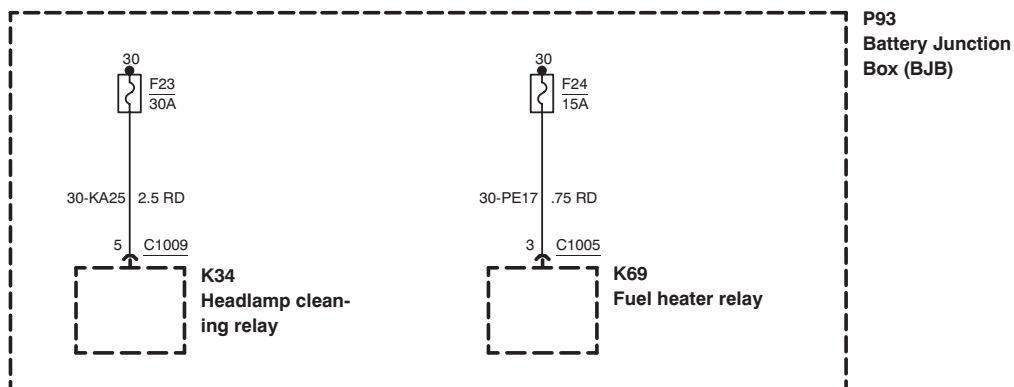 P93
Battery Junction
Box (BJB)
30
F23
30A
30
F24
15A
30-KA25 2.5 RD
30-PE17 .75 RD
5 C1009
3 C1005
K34
Headlamp clean-
ing relay
K69
Fuel heater relay